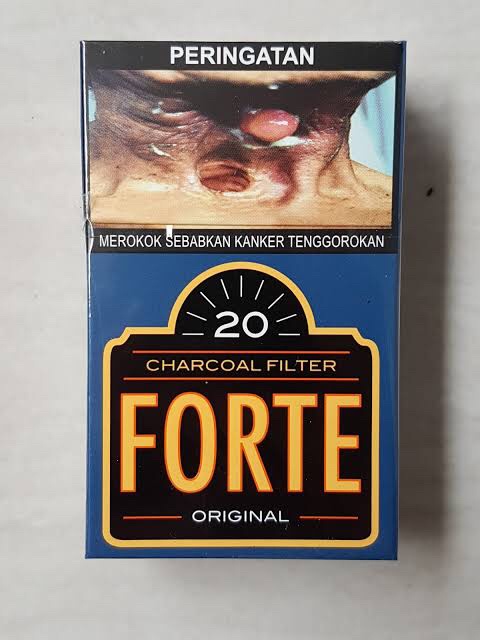 PERINGATAN
MEROKOK SEBABKAN KANKER TENGGOROKAN
20
CHARCOAL FILTER
FORTE
ORIGINAL